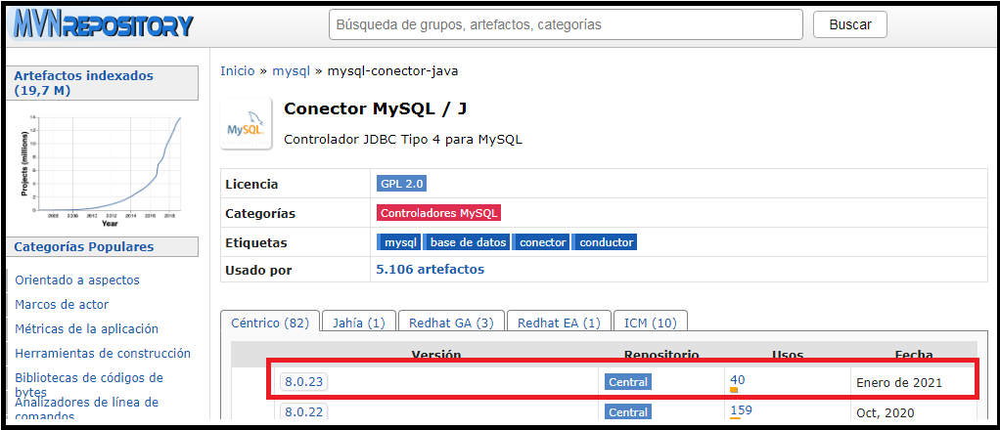 MVNREPOSITORY
Búsqueda de grupos, artefactos, categorías
Buscar
Artefactos indexados
(19,7 M)
Projects (millions)
14
12
10
8
6
4
2
0
2006 2008 2010 2012 2014 2016 2018
Year
Categorías Populares
Orientado a aspectos
Marcos de actor
Métricas de la aplicación
Herramientas de construcción
Bibliotecas de códigos de
bytes
Analizadores de línea de
comandos
Inicio » mysql » mysql-conector-java
MySQL
Conector MySQL / J
Controlador JDBC Tipo 4 para MySQL
Licencia GPL 2.0
Categorías Controladores MySQL
Etiquetas mysql base de datos conector conductor
Usado por 5.106 artefactos
Céntrico (82) Jahía (1) Redhat GA (3) Redhat EA (1) ICM (10)
Versión Repositorio Usos Fecha
8.0.23 Central 40 Enero de 2021
8.0.22 Central 159 Oct, 2020